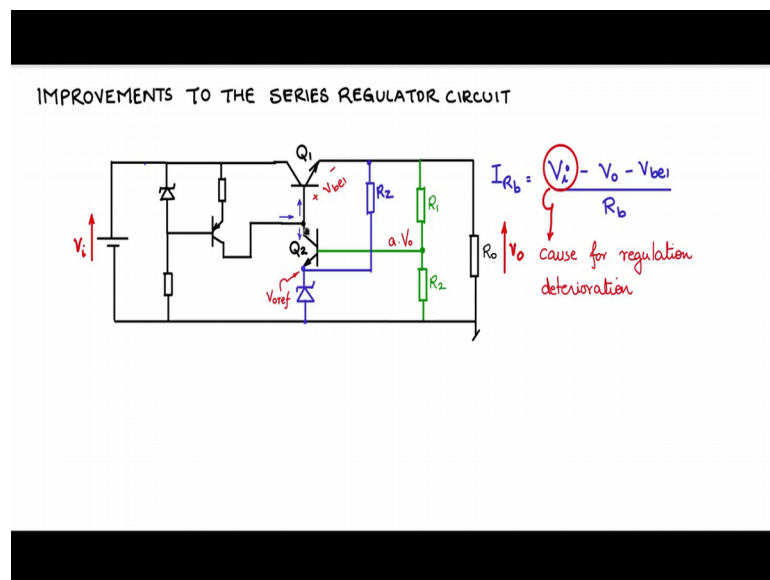 IMPROVEMENTS TO THE SERIES REGULATOR CIRCUIT
Q1
+ Vbe1 -
IRb = Vi - Vo - Vbe1
Rb
RZ
R1
Vi
Q2
a.Vo
Ro
Vo
cause for regulation
deterioration
Voref
R2